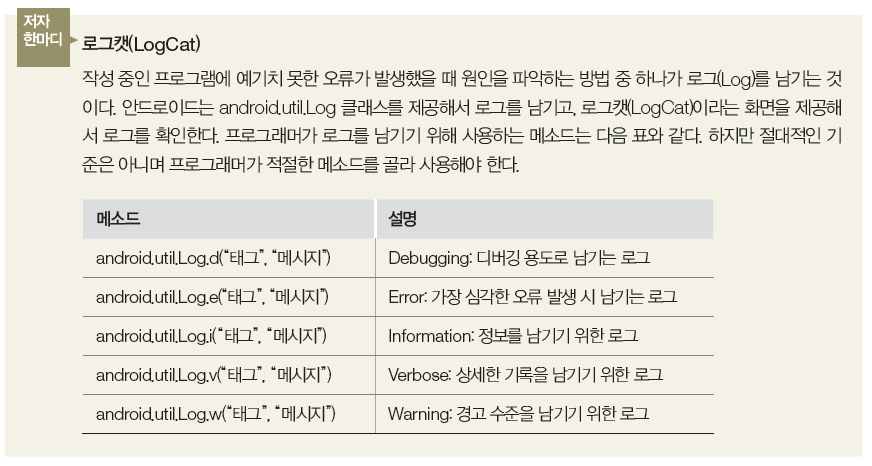 저자
한마디
로그캣(LogCat)
작성 중인 프로그램에 예기치 못한 오류가 발생했을 때 원인을 파악하는 방법 중 하나가 로그(Log)를 남기는 것
이다. 안드로이드는 android.util.Log 클래스를 제공해서 로그를 남기고, 로그캣(LogCat)이라는 화면을 제공해
서 로그를 확인한다. 프로그래머가 로그를 남기기 위해 사용하는 메소드는 다음 표와 같다. 하지만 절대적인 기
준은 아니며 프로그래머가 적절한 메소드를 골라 사용해야 한다.
메소드 설명
android.util.Log.d(“태그”, “메시지”) Debugging: 디버깅 용도로 남기는 로그
android.util.Log.e(“태그”, “메시지”) Error: 가장 심각한 오류 발생 시 남기는 로그
android.util.Log.i(“태그”, “메시지”) Information: 정보를 남기기 위한 로그
android.util.Log.v(“태그”, “메시지”) Verbose: 상세한 기록을 남기기 위한 로그
android.util.Log.w(“태그”, “메시지”) Warning: 경고 수준을 남기기 위한 로그